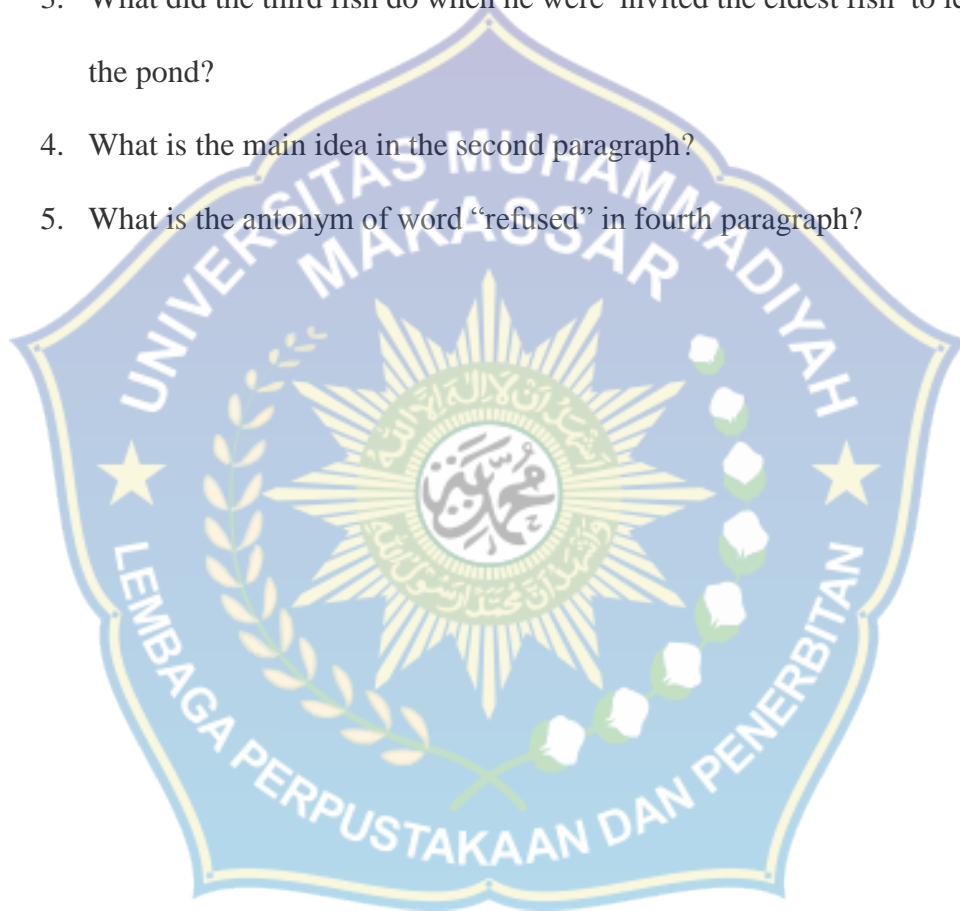 What did the third fish do when he were invited the eldest fish to
the pond?
4. What is the main idea in the second paragraph?
5. What is the antonym of word “refused” in fourth paragraph?
UNIVERSITAS MUHAMMADIYAH
MAKASSAR
LEMBAGA PERPUSTAKAAN DAN PENERBITAN